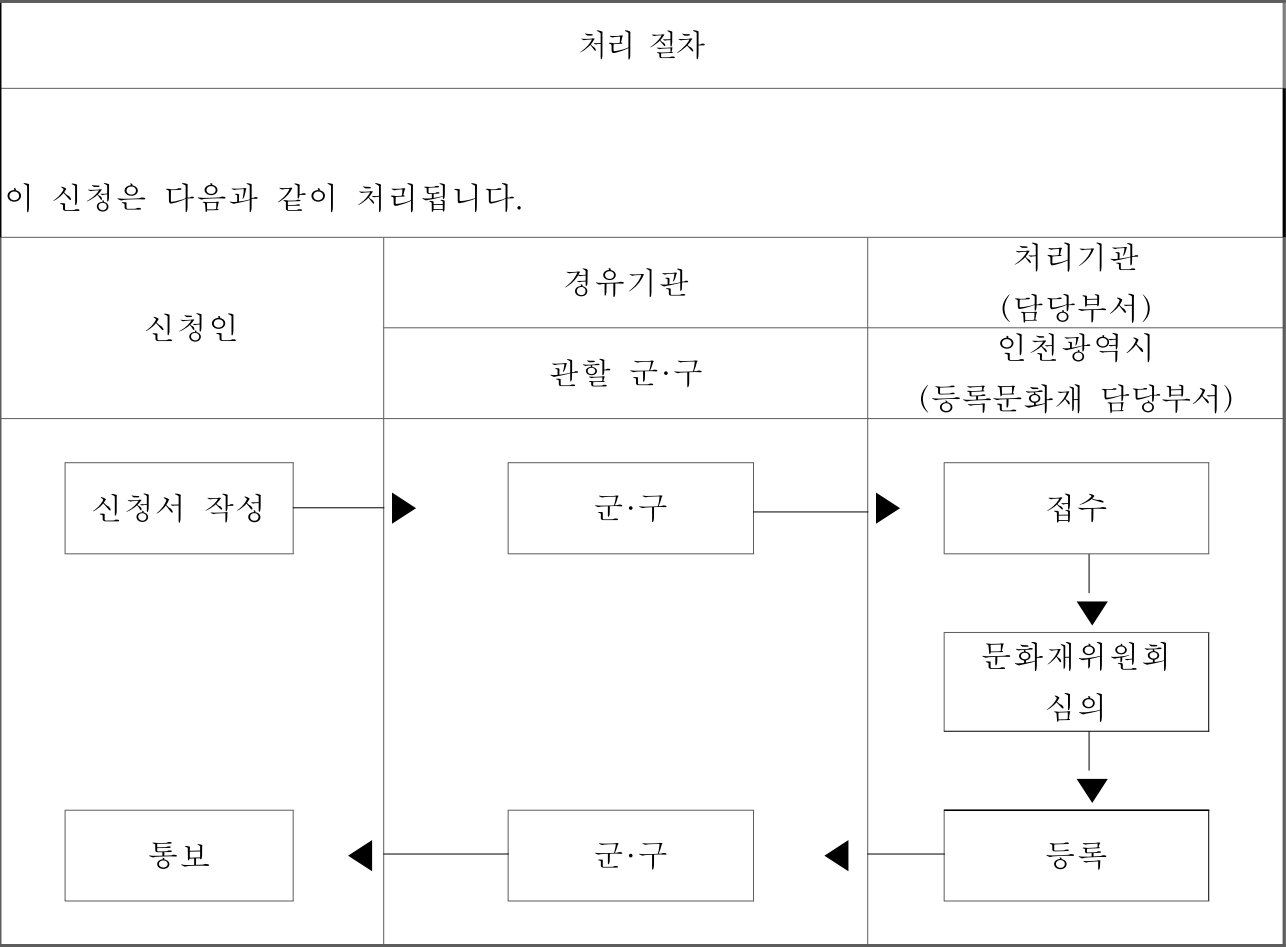 처리 절차
이 신청은 다음과 같이 처리됩니다.
신청인
경유기관
처리기관
(담당부서)
관할 군·구
인천광역시
(등록문화재 담당부서)
신청서 작성
군·구
접수
문화재위원회
심의
통보
군·구
등록